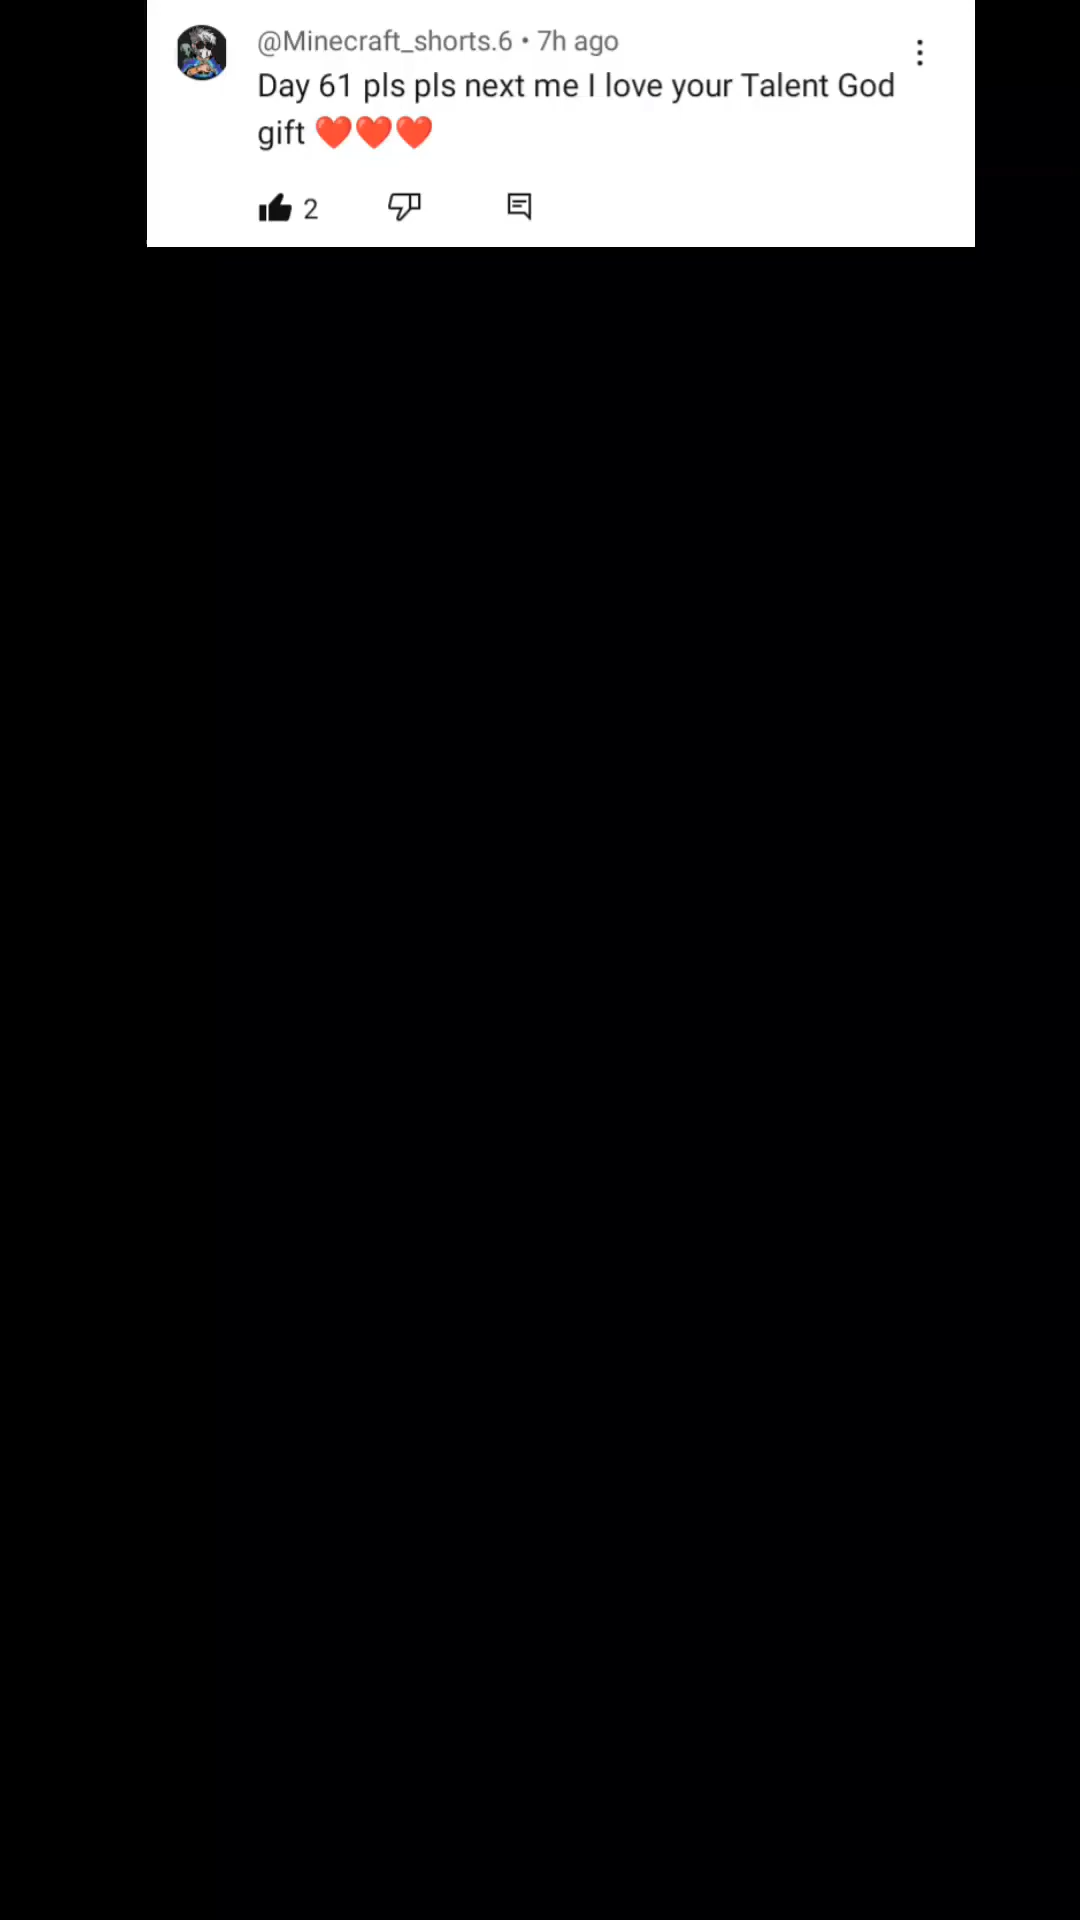 @Minecraft_shorts.6 • 7h ago
Day 61 pls pls next me I love your Talent God
gift ❤️❤️❤️
2